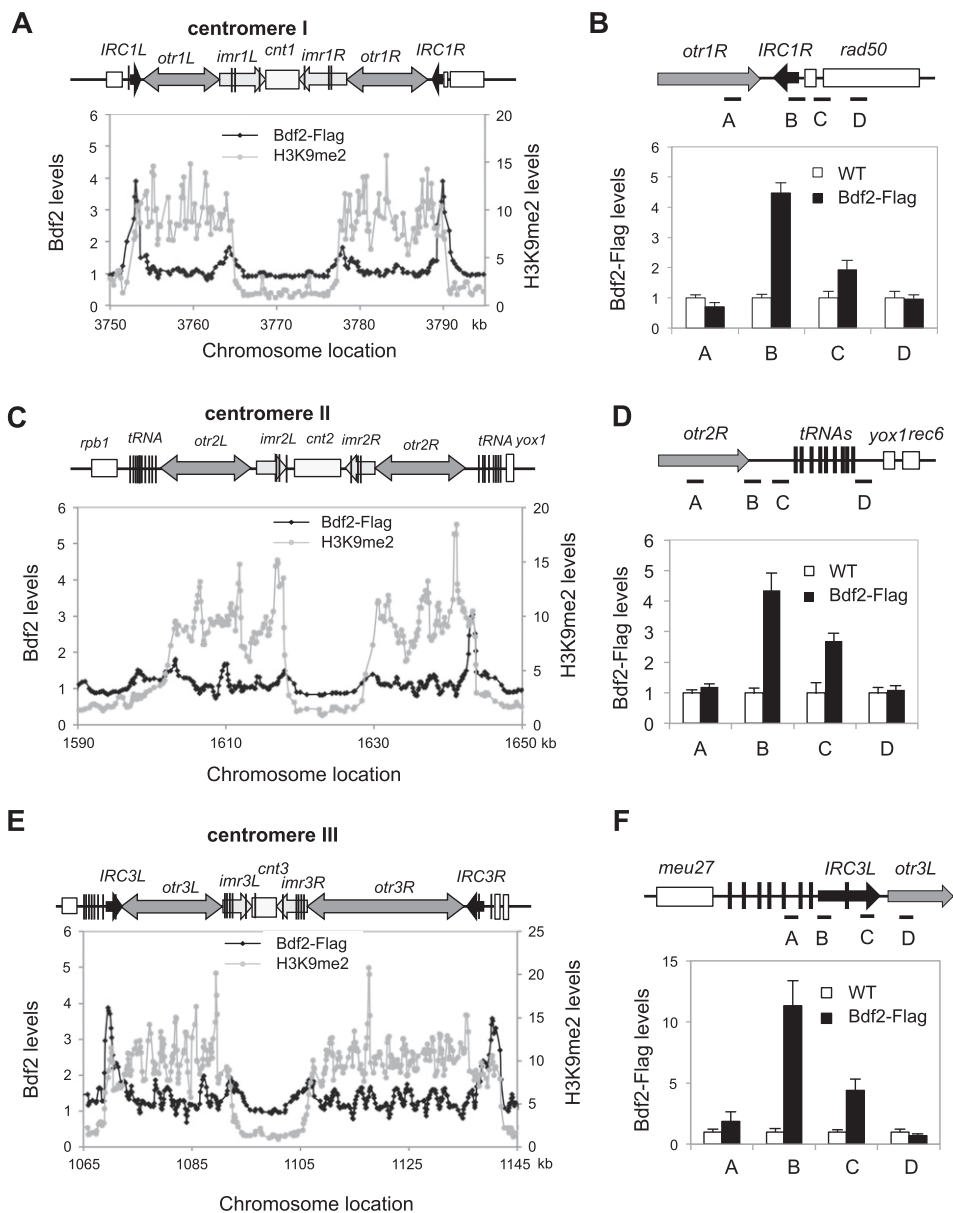 A
centromere I
IRC1L otr1L imr1L cnt1 imr1R otr1R IRC1R
Bdf2-Flag
H3K9me2
Bdf2 levels
6
5
4
3
2
1
0
H3K9me2 levels
20
15
10
5
0
3750 3760 3770 3780 3790 kb
Chromosome location
B
otr1R IRC1R rad50
A B C D
WT
Bdf2-Flag
Bdf2-Flag levels
6
5
4
3
2
1
0
A B C D
C
centromere II
rpb1 tRNA otr2L imr2L cnt2 imr2R otr2R tRNA yox1
Bdf2-Flag
H3K9me2
Bdf2 levels
6
5
4
3
2
1
0
H3K9me2 levels
20
15
10
5
0
1590 1610 1630 1650 kb
Chromosome location
D
otr2R tRNAs yox1 rec6
A B C D
WT
Bdf2-Flag
Bdf2-Flag levels
6
5
4
3
2
1
0
A B C D
E
centromere III
IRC3L otr3L imr3L cnt3 imr3R otr3R IRC3R
Bdf2-Flag
H3K9me2
Bdf2 levels
6
5
4
3
2
1
0
H3K9me2 levels
25
20
15
10
5
0
1065 1085 1105 1125 1145 kb
Chromosome location
F
meu27 IRC3L otr3L
A B C D
WT
Bdf2-Flag
Bdf2-Flag levels
15
10
5
0
A B C D